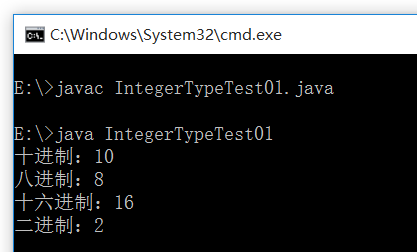 C:\Windows\System32\cmd.exe
E:\>javac IntegerTypeTest01.java
E:\>java IntegerTypeTest01
十进制：10
八进制：8
十六进制：16
二进制：2